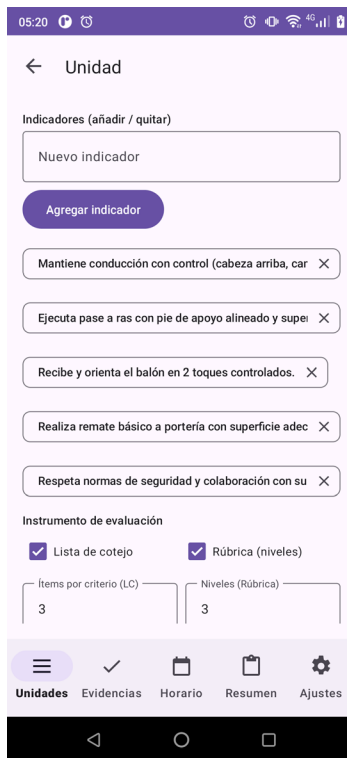 05:20
4G
Unidad
Indicadores (añadir / quitar)
Nuevo indicador
Agregar indicador
Mantiene conducción con control (cabeza arriba, car
Ejecuta pase a ras con pie de apoyo alineado y super
Recibe y orienta el balón en 2 toques controlados.
Realiza remate básico a portería con superficie adec
Respeta normas de seguridad y colaboración con su
Instrumento de evaluación
Lista de cotejo
Rúbrica (niveles)
Ítems por criterio (LC)
Niveles (Rúbrica)
3
3
Unidades
Evidencias
Horario
Resumen
Ajustes